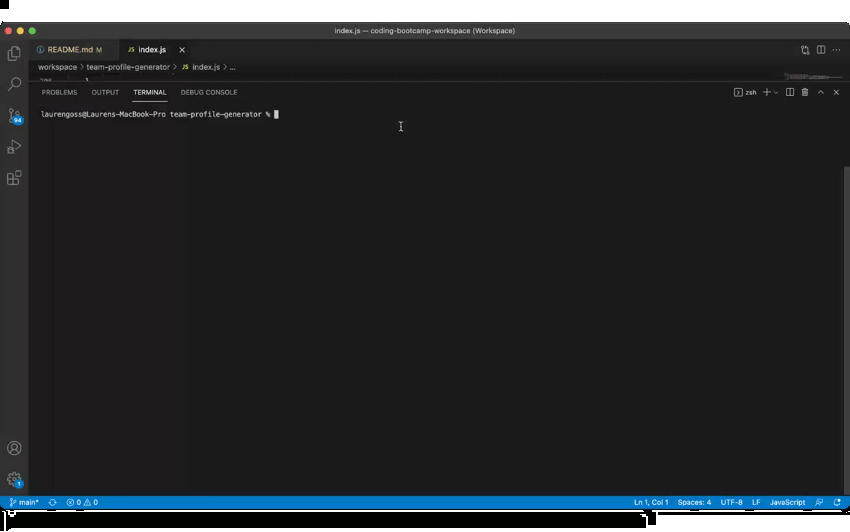 index.js — coding-bootcamp-workspace (Workspace)
README.md M
JS index.js
workspace > team-profile-generator > JS index.js > ...
PROBLEMS OUTPUT TERMINAL DEBUG CONSOLE
zsh
laurengoss@Laurens-MacBook-Pro team-profile-generator %
94
1
main* 0 0
Ln 1, Col 1 Spaces: 4 UTF-8 LF JavaScript